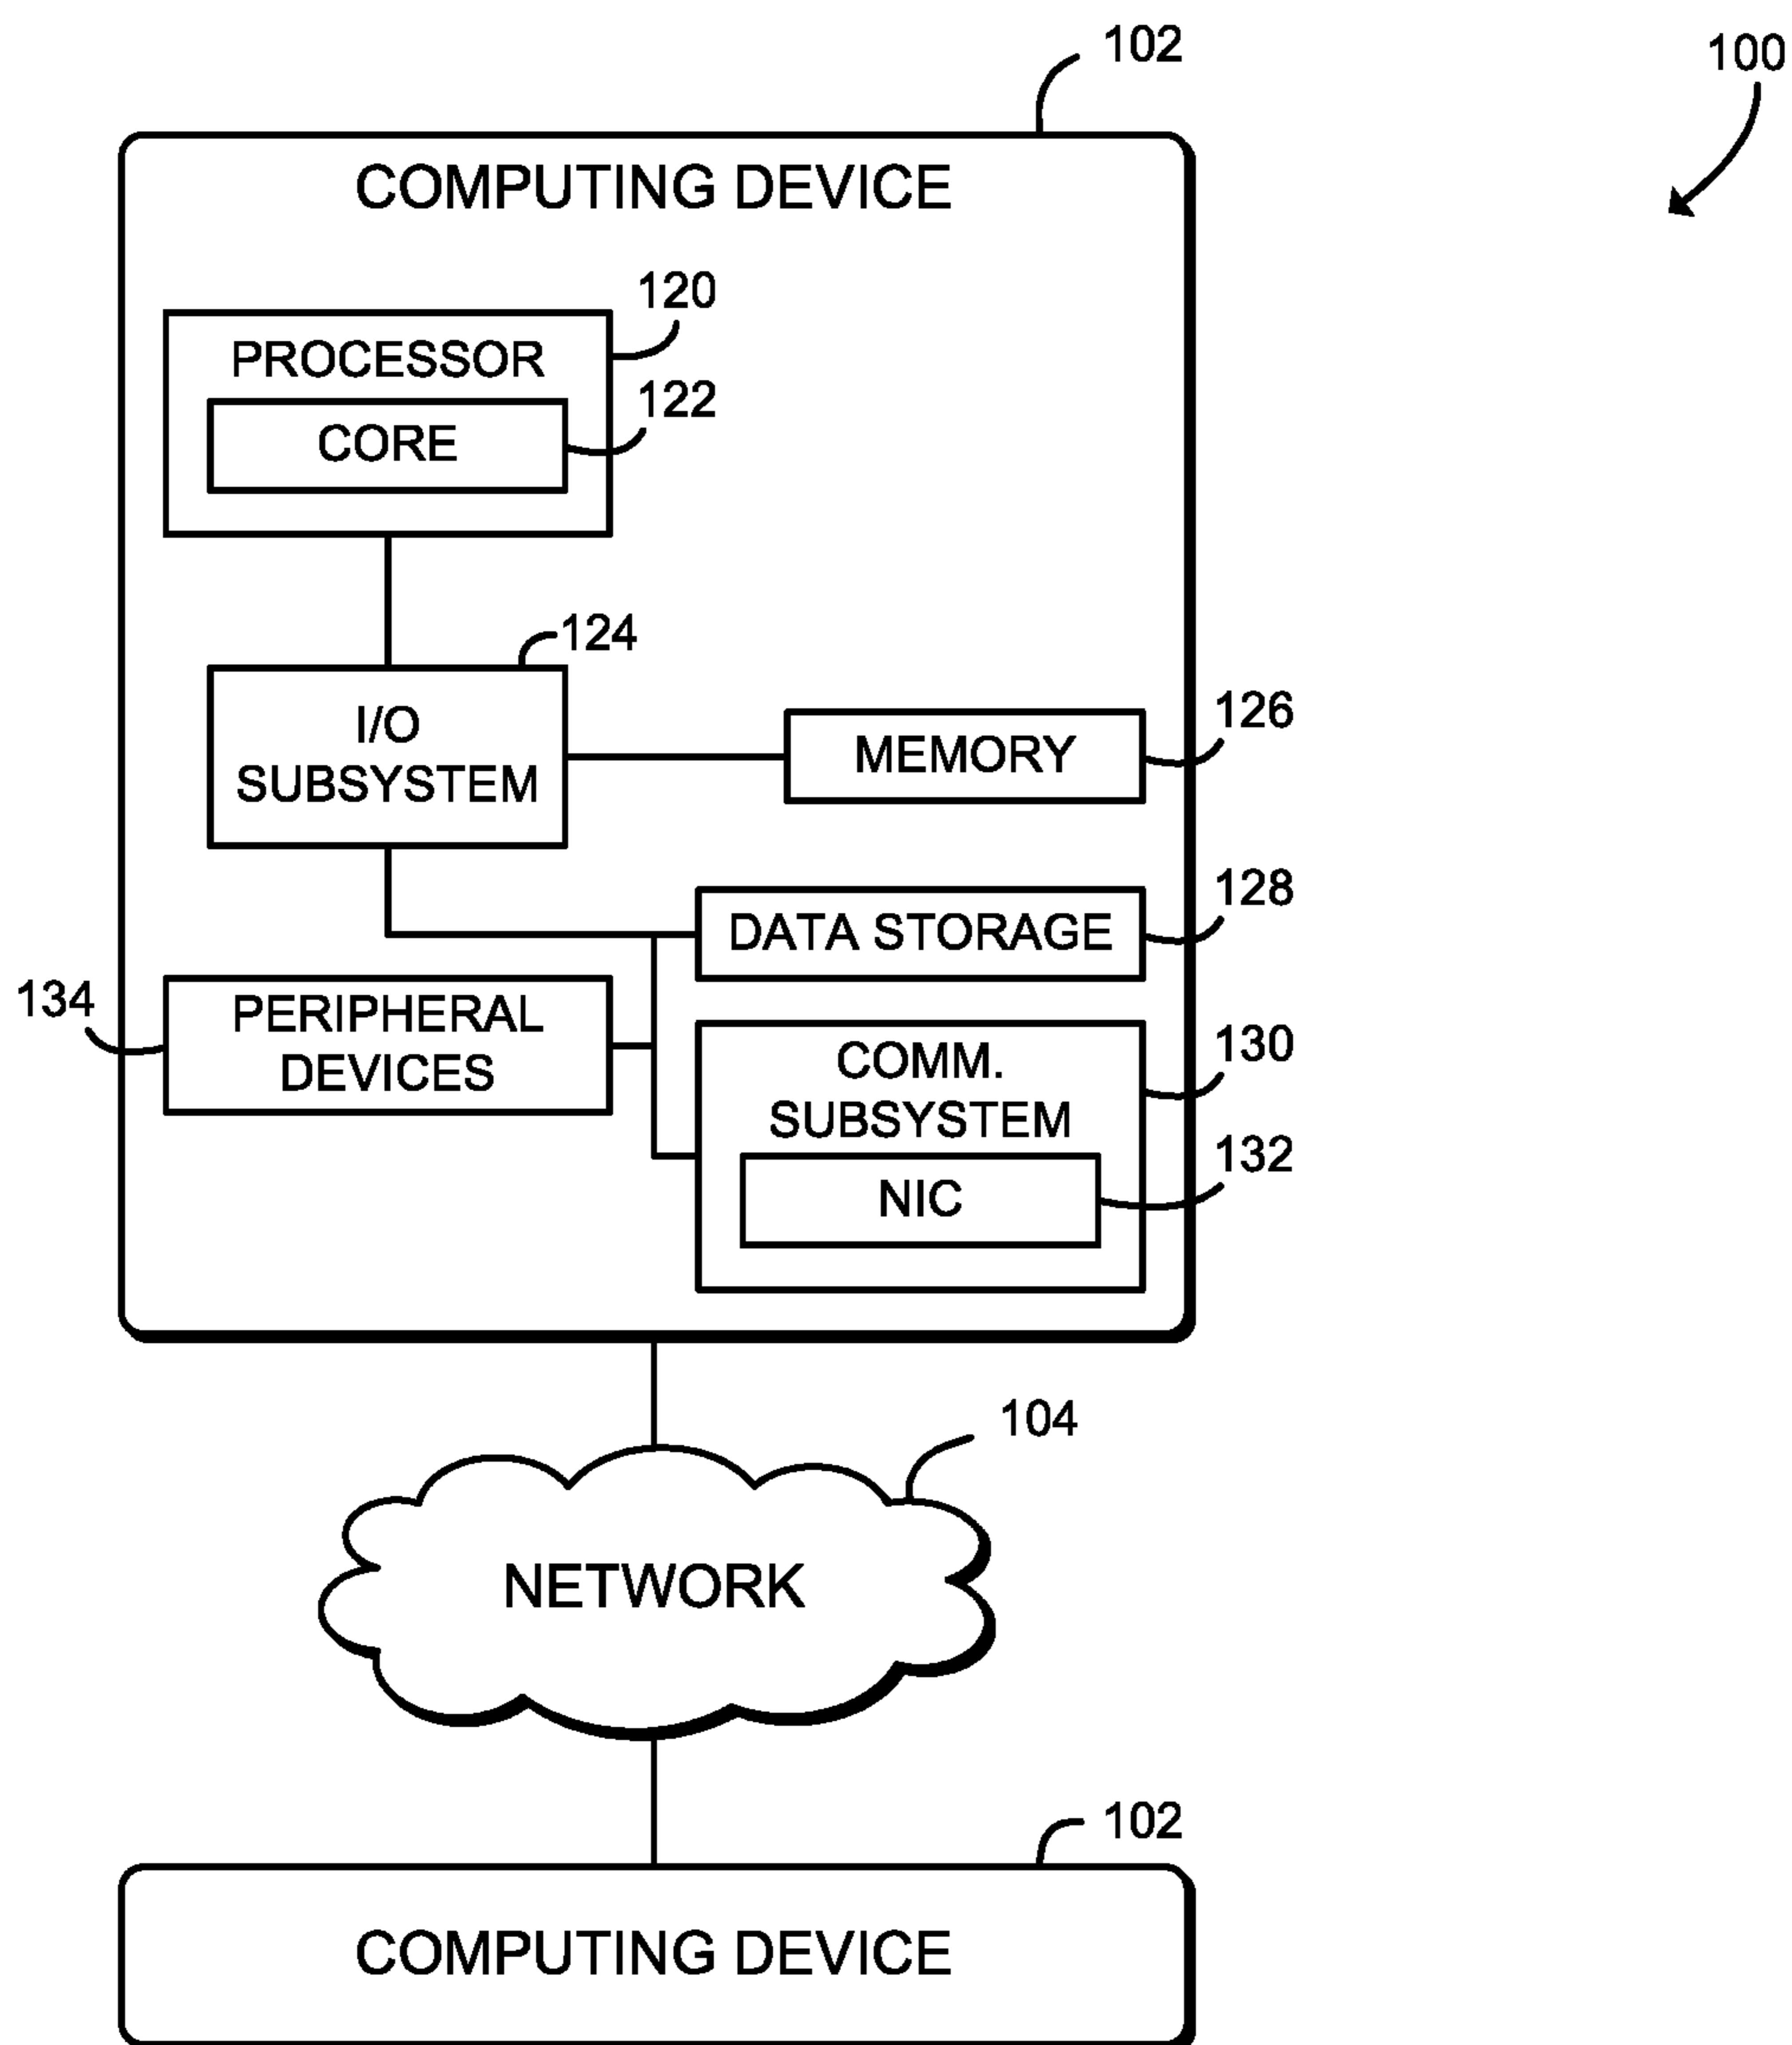 102
100
COMPUTING DEVICE
120
PROCESSOR
122
CORE
124
I/O
SUBSYSTEM
126
MEMORY
128
DATA STORAGE
134
PERIPHERAL
DEVICES
130
COMM.
SUBSYSTEM
132
NIC
104
NETWORK
102
COMPUTING DEVICE